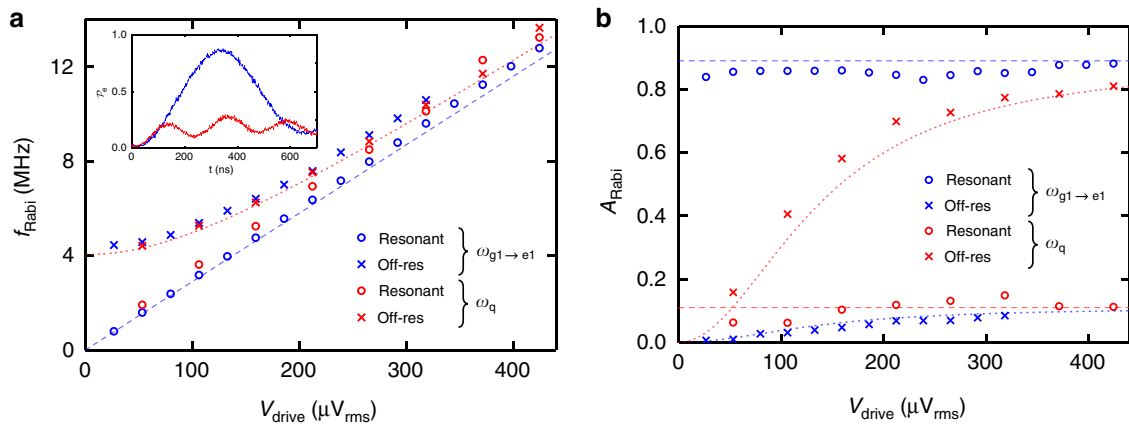 a
f_Rabi (MHz)
12
8
4
0
0
100
200
300
400
V_drive (μV_rms)
1.0
0.5
0
P_e
0
200
400
600
t (ns)
Resonant
Off-res
ω_g1→e1
Resonant
Off-res
ω_q
b
A_Rabi
1.0
0.8
0.6
0.4
0.2
0.0
0
100
200
300
400
V_drive (μV_rms)
Resonant
Off-res
ω_g1→e1
Resonant
Off-res
ω_q